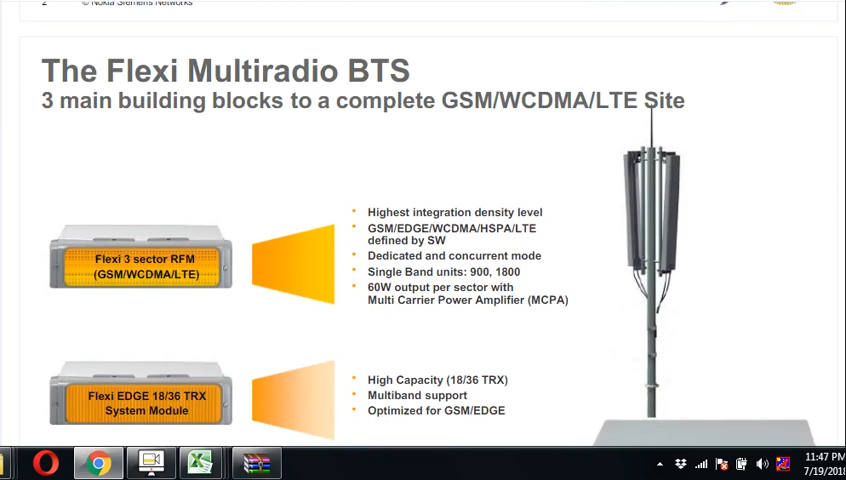 2 © Nokia Siemens Networks
The Flexi Multiradio BTS
3 main building blocks to a complete GSM/WCDMA/LTE Site
Flexi 3 sector RFM
(GSM/WCDMA/LTE)
• Highest integration density level
• GSM/EDGE/WCDMA/HSPA/LTE
defined by SW
• Dedicated and concurrent mode
• Single Band units: 900, 1800
• 60W output per sector with
Multi Carrier Power Amplifier (MCPA)
Flexi EDGE 18/36 TRX
System Module
• High Capacity (18/36 TRX)
• Multiband support
• Optimized for GSM/EDGE
11:47 PM
7/19/2018